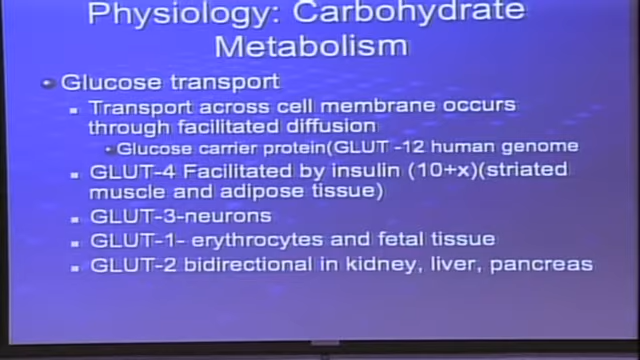 Physiology: Carbohydrate
Metabolism
Glucose transport
Transport across cell membrane occurs
through facilitated diffusion
Glucose carrier protein(GLUT -12 human genome
GLUT-4 Facilitated by insulin (10+x)(striated
muscle and adipose tissue)
GLUT-3-neurons
GLUT-1- erythrocytes and fetal tissue
GLUT-2 bidirectional in kidney, liver, pancreas